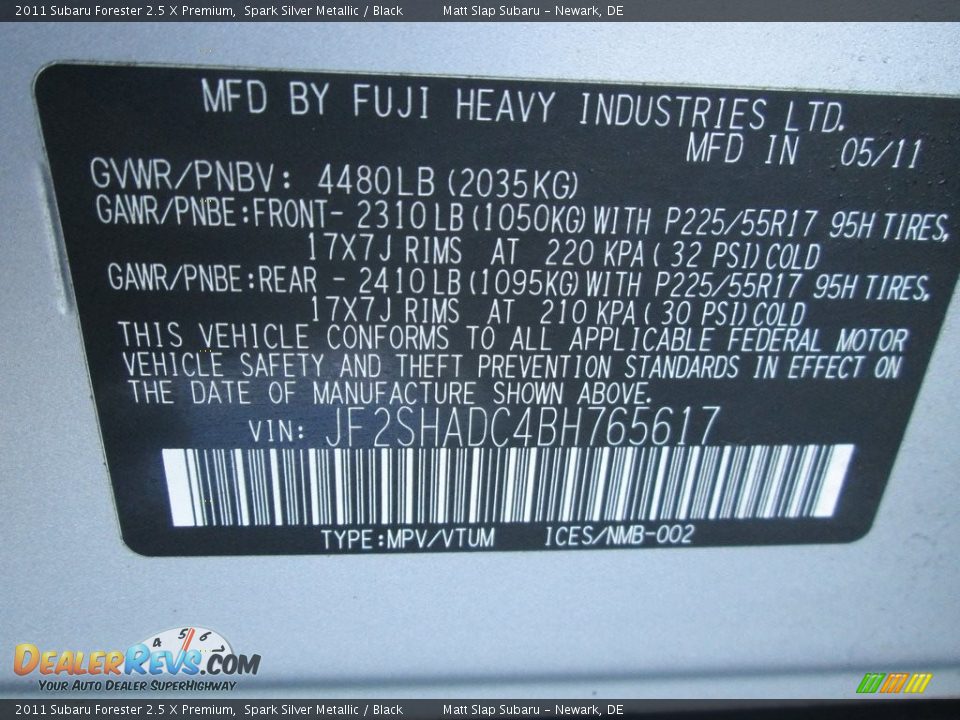 2011 Subaru Forester 2.5 X Premium, Spark Silver Metallic / Black Matt Slap Subaru - Newark, DE
MFD BY FUJI HEAVY INDUSTRIES LTD.
MFD IN 05/11
GVWR/PNBV: 4480LB(2035KG)
GAWR/PNBE:FRONT- 2310LB(1050KG)WITH P225/55R17 95H TIRES,
17X7J RIMS AT 220 KPA(32 PSI)COLD
GAWR/PNBE:REAR - 2410LB(1095KG)WITH P225/55R17 95H TIRES,
17X7J RIMS AT 210 KPA(30 PSI)COLD
THIS VEHICLE CONFORMS TO ALL APPLICABLE FEDERAL MOTOR
VEHICLE SAFETY AND THEFT PREVENTION STANDARDS IN EFFECT ON
THE DATE OF MANUFACTURE SHOWN ABOVE.
VIN: JF2SHADC4BH765617
TYPE:MPV/VTUM ICES/NMB-002
4 5 6
DEALERREVS.COM
YOUR AUTO DEALER SUPERHIGHWAY
2011 Subaru Forester 2.5 X Premium, Spark Silver Metallic / Black Matt Slap Subaru - Newark, DE